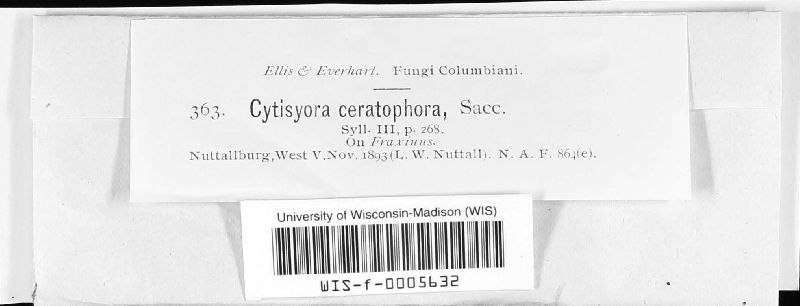 Ellis & Everhart. Fungi Columbiani.
363. Cytisyora ceratophora, Sacc.
Syll. III, p. 268.
On Fraxinus.
Nuttallburg, West V, Nov. 1893 (L. W. Nuttall). N. A. F. 864(e).
University of Wisconsin-Madison (WIS)
WIS-f-0005632